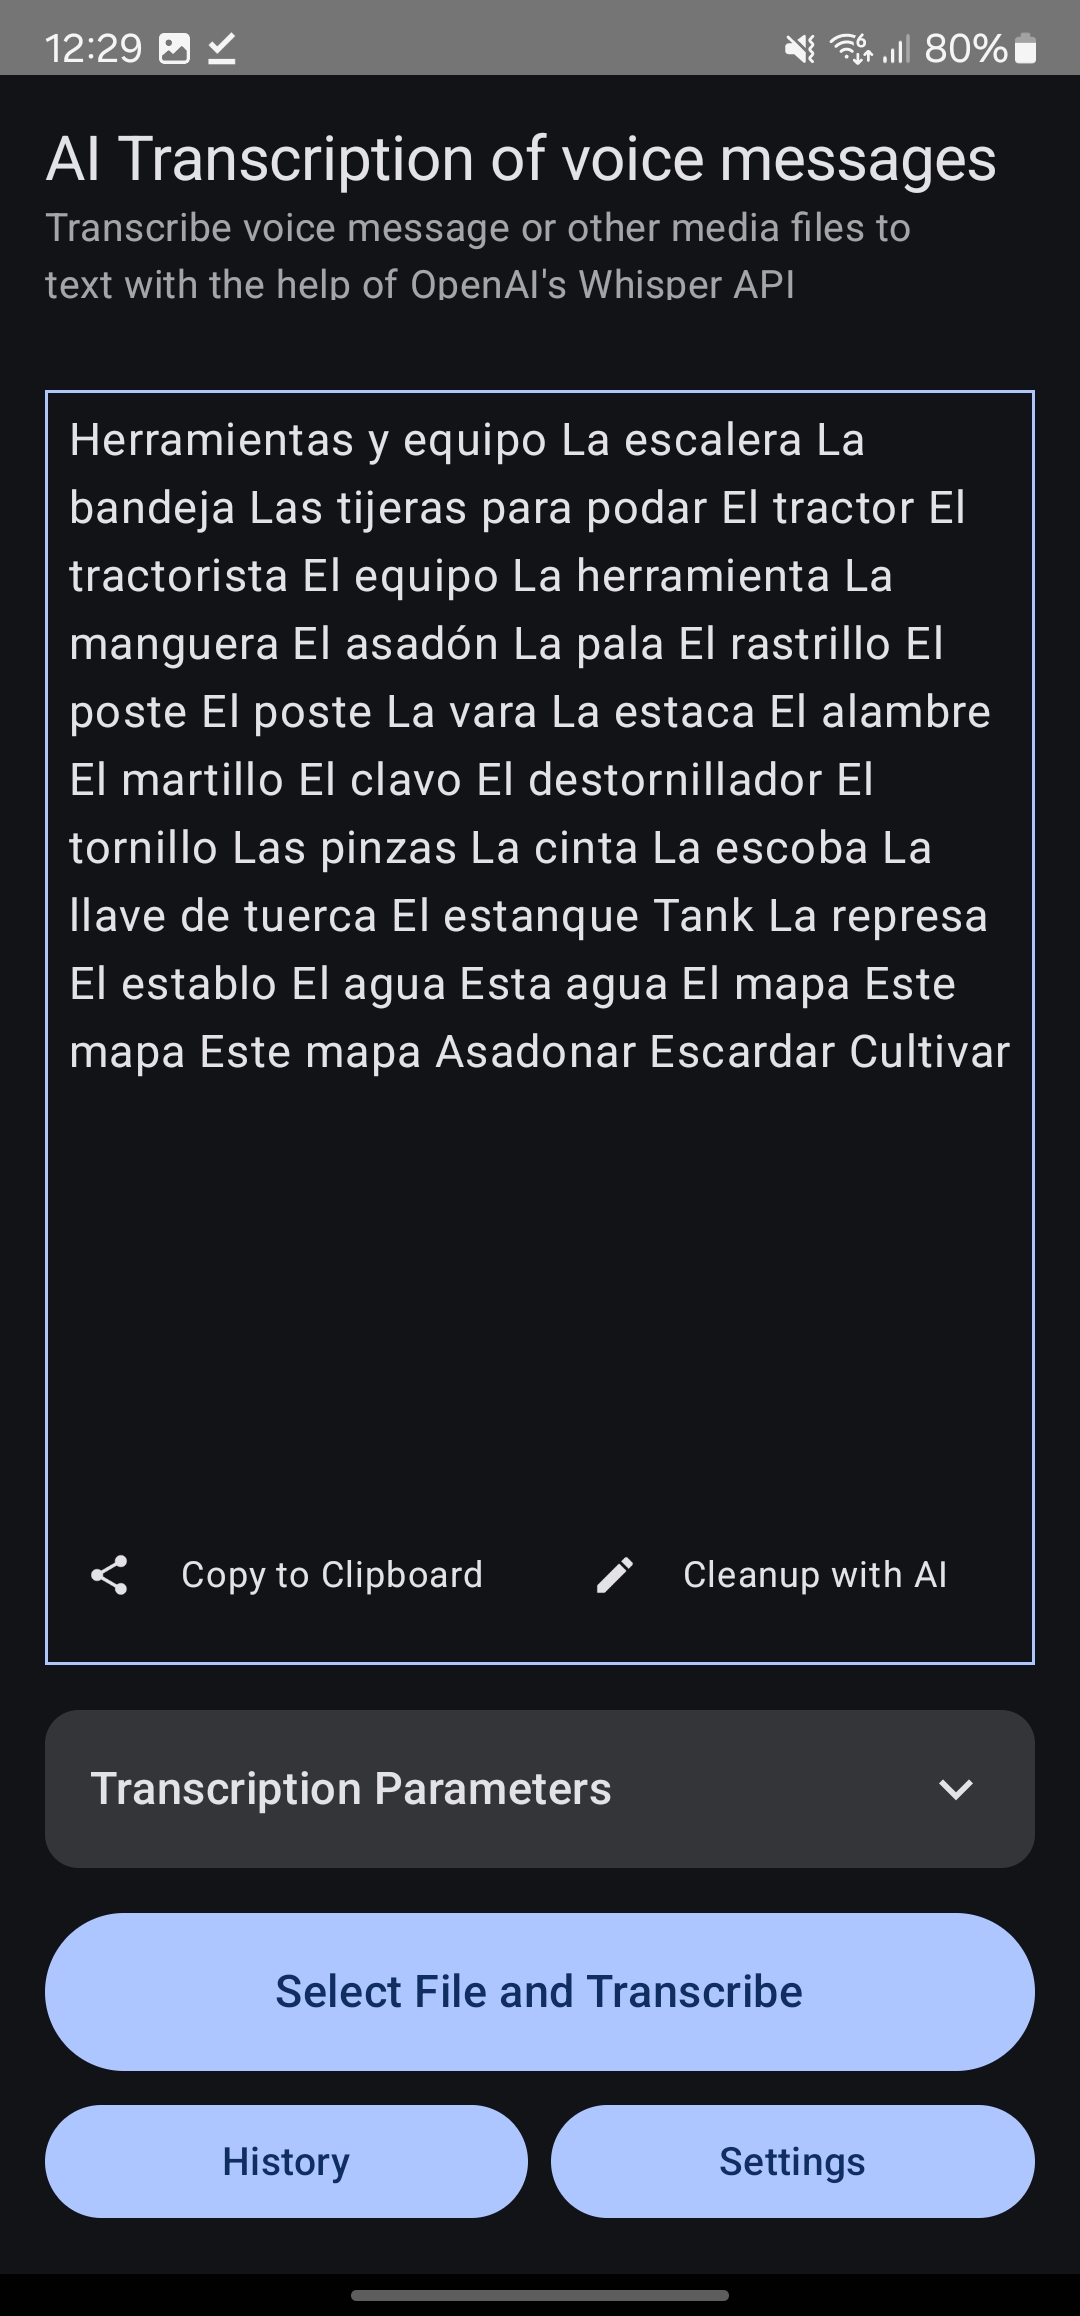 12:29
80%
AI Transcription of voice messages
Transcribe voice message or other media files to
text with the help of OpenAI's Whisper API
Herramientas y equipo La escalera La
bandeja Las tijeras para podar El tractor El
tractorista El equipo La herramienta La
manguera El asadón La pala El rastrillo El
poste El poste La vara La estaca El alambre
El martillo El clavo El destornillador El
tornillo Las pinzas La cinta La escoba La
llave de tuerca El estanque Tank La represa
El establo El agua Esta agua El mapa Este
mapa Este mapa Asadonar Escardar Cultivar
Copy to Clipboard
Cleanup with AI
Transcription Parameters
Select File and Transcribe
History
Settings